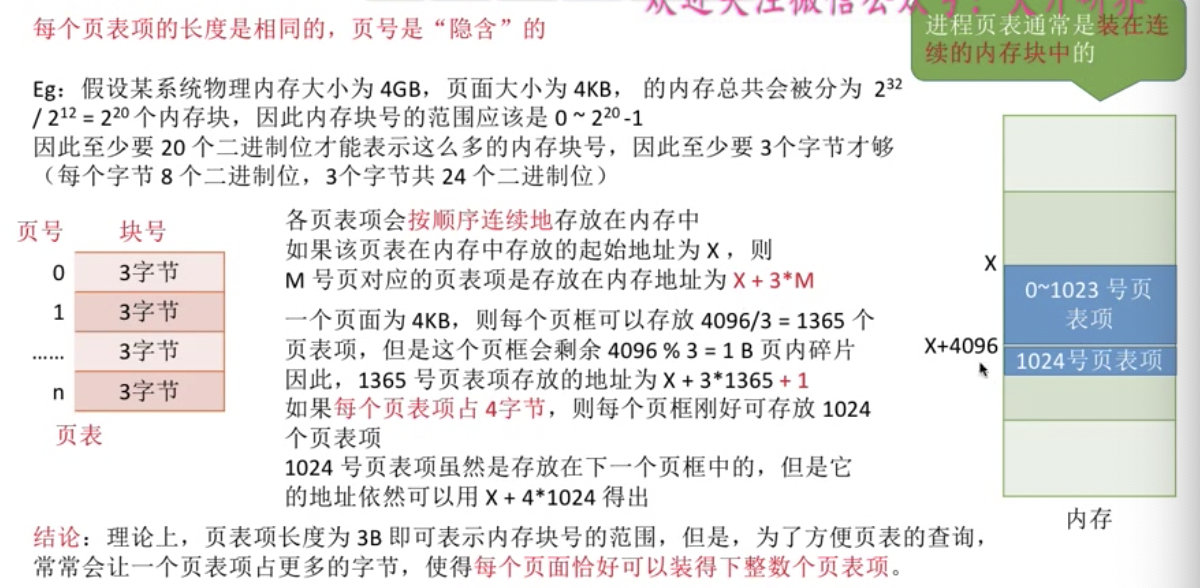 每个页表项的长度是相同的，页号是“隐含”的
进程页表通常是装在连
续的内存块中的
Eg：假设某系统物理内存大小为 4GB，页面大小为 4KB， 的内存总共会被分为 2³²
/ 2¹² = 2²⁰ 个内存块，因此内存块号的范围应该是 0 ~ 2²⁰ -1
因此至少要 20 个二进制位才能表示这么多的内存块号，因此至少要 3个字节才够
（每个字节 8 个二进制位，3个字节共 24 个二进制位）
页号 块号
0 3字节
1 3字节
…… 3字节
n 3字节
页表
各页表项会按顺序连续地存放在内存中
如果该页表在内存中存放的起始地址为 X ，则
M 号页对应的页表项是存放在内存地址为 X + 3*M
一个页面为 4KB，则每个页框可以存放 4096/3 = 1365 个
页表项，但是这个页框会剩余 4096 % 3 = 1 B 页内碎片
因此，1365 号页表项存放的地址为 X + 3*1365 + 1
如果每个页表项占 4字节，则每个页框刚好可存放 1024
个页表项
1024 号页表项虽然是存放在下一个页框中的，但是它
的地址依然可以用 X + 4*1024 得出
X
0~1023 号页
表项
X+4096
1024号页表项
内存
结论：理论上，页表项长度为 3B 即可表示内存块号的范围，但是，为了方便页表的查询，
常常会让一个页表项占更多的字节，使得每个页面恰好可以装得下整数个页表项。